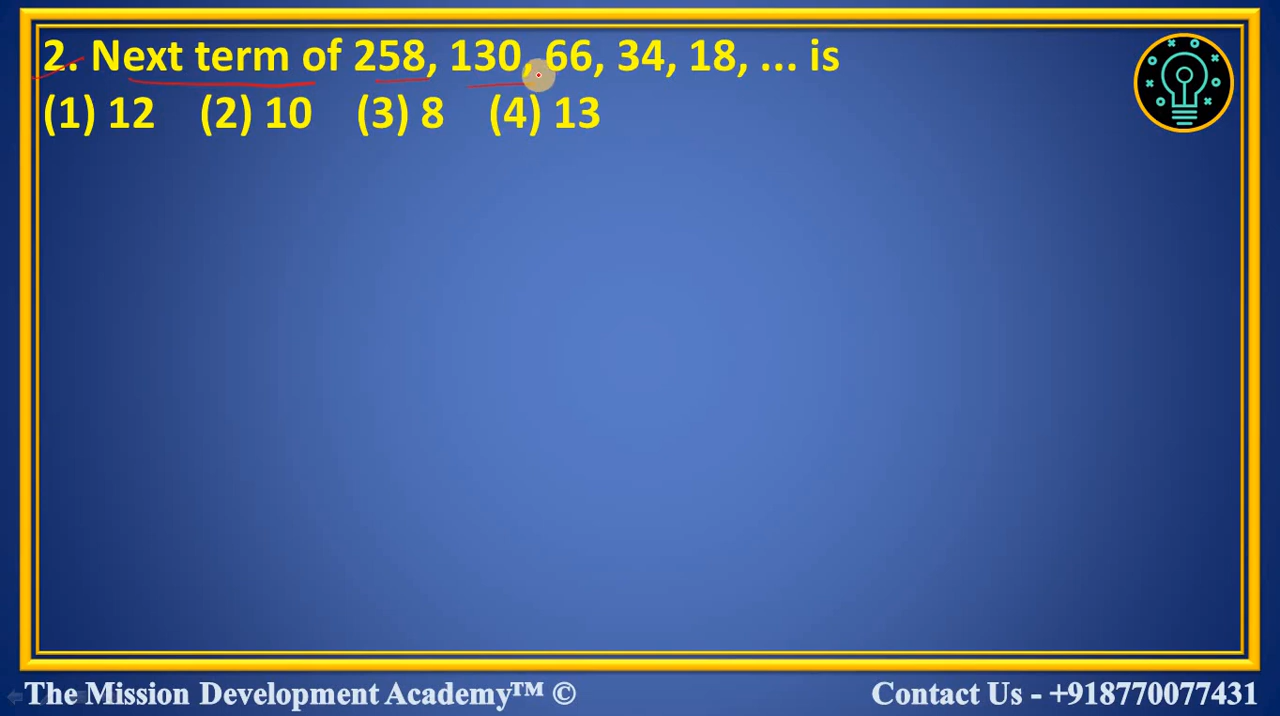 2. Next term of 258, 130, 66, 34, 18, ... is
(1) 12 (2) 10 (3) 8 (4) 13
The Mission Development Academy™ ©
Contact Us - +918770077431